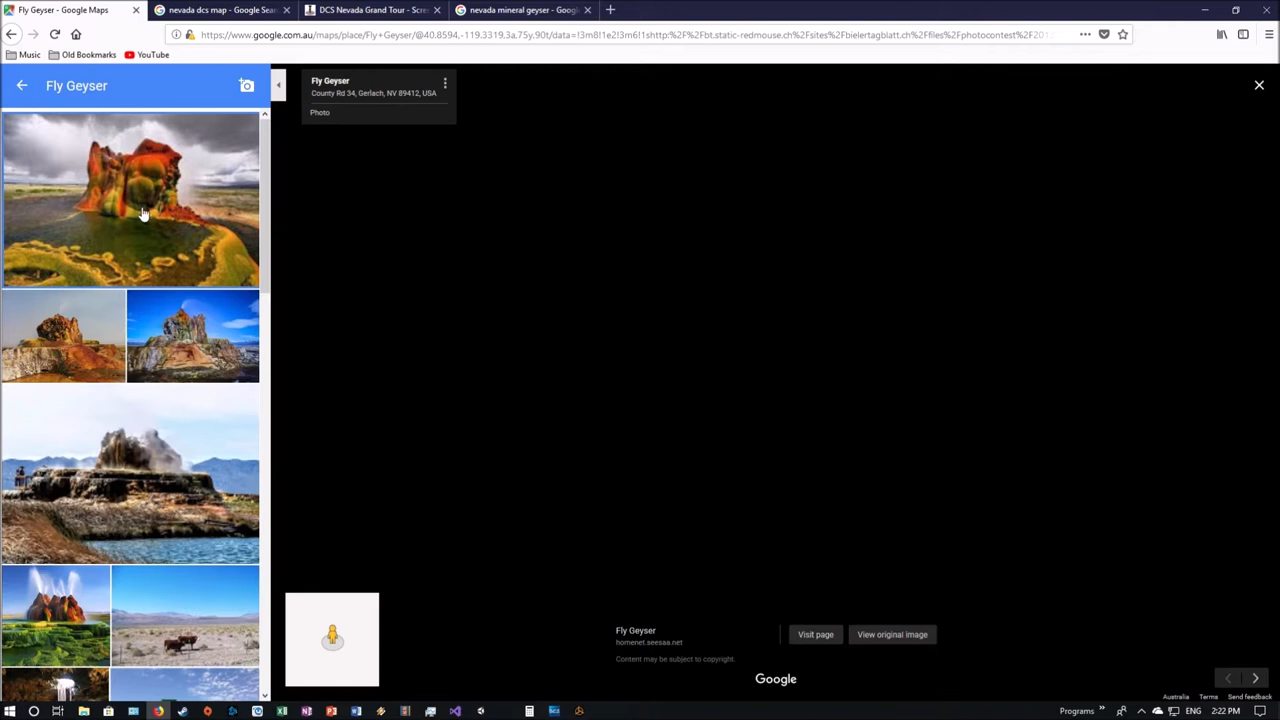 Fly Geyser - Google Maps
nevada dcs map - Google Sear
DCS Nevada Grand Tour - Scre
nevada mineral geyser - Googl
https://www.google.com.au/maps/place/Fly+Geyser/@40.8594,-119.3319,3a,75y,90t/data=!3m8!1e2!3m6!1shttp:%2F%2Fbt.static-redmouse.ch%2Fsites%2Fbielertagblatt.ch%2Ffiles%2Fphotocontest%2F201
Music
Old Bookmarks
YouTube
Fly Geyser
Fly Geyser
County Rd 34, Gerlach, NV 89412, USA
Photo
Fly Geyser
homenet.seesaa.net
Content may be subject to copyright.
Visit page
View original image
Google
Australia
Terms
Send feedback
Programs
ENG
2:22 PM